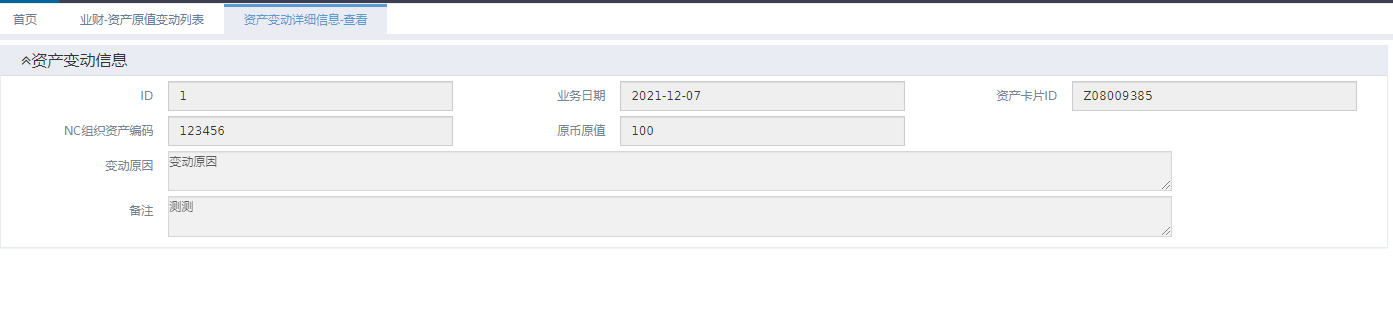 首页 业财-资产原值变动列表 资产变动详细信息-查看
资产变动信息
ID 1 业务日期 2021-12-07 资产卡片ID Z08009385
NC组织资产编码 123456 原币原值 100
变动原因 变动原因
备注 测测